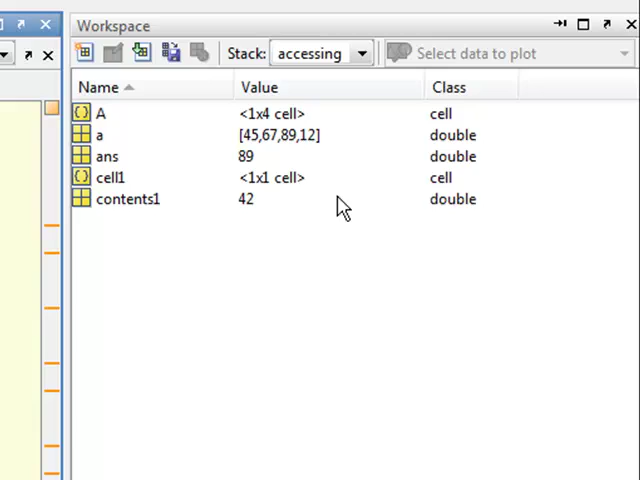 Workspace
Stack: accessing Select data to plot
Name Value Class
A <1x4 cell> cell
a [45,67,89,12] double
ans 89 double
cell1 <1x1 cell> cell
contents1 42 double